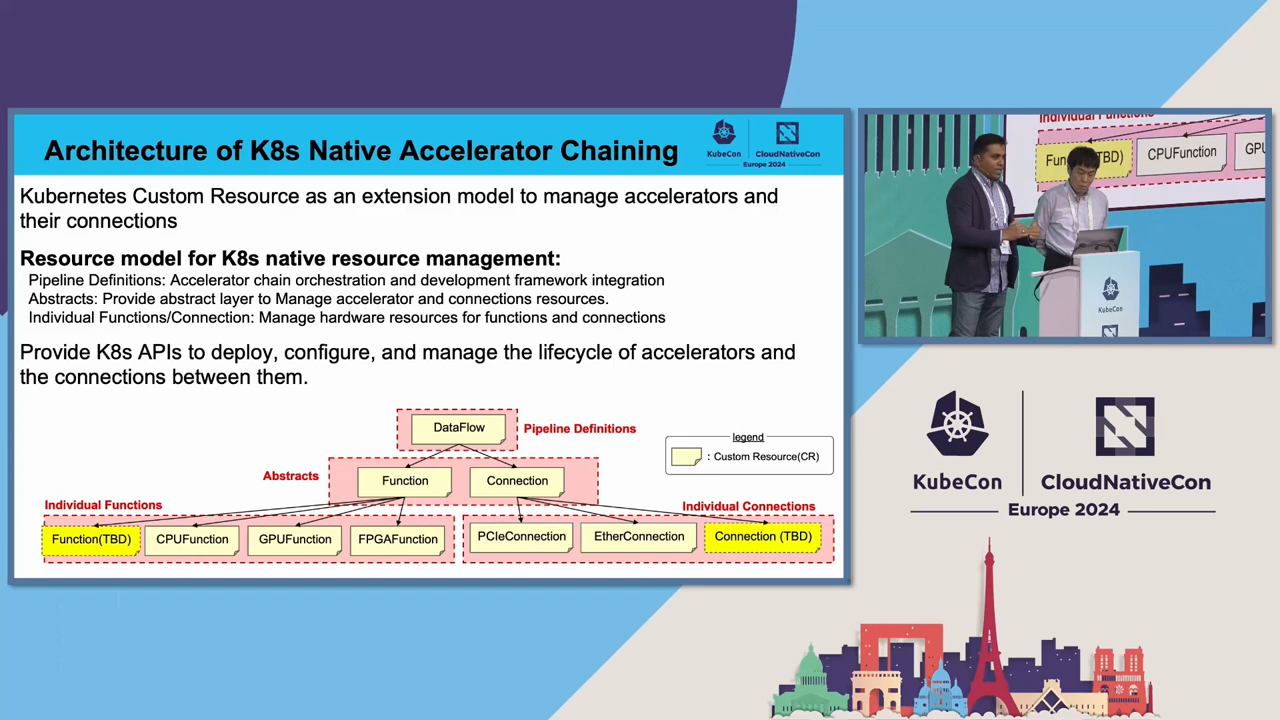 Architecture of K8s Native Accelerator Chaining
KubeCon
CloudNativeCon
Europe 2024
Kubernetes Custom Resource as an extension model to manage accelerators and
their connections
Resource model for K8s native resource management:
Pipeline Definitions: Accelerator chain orchestration and development framework integration
Abstracts: Provide abstract layer to Manage accelerator and connections resources.
Individual Functions/Connection: Manage hardware resources for functions and connections
Provide K8s APIs to deploy, configure, and manage the lifecycle of accelerators and
the connections between them.
DataFlow
Pipeline Definitions
legend
: Custom Resource(CR)
Abstracts
Function
Connection
Individual Functions
Individual Connections
Function(TBD)
CPUFunction
GPUFunction
FPGAFunction
PCIeConnection
EtherConnection
Connection (TBD)
Individual Functions
CPUFunction
KubeCon
KubeCon
CloudNativeCon
Europe 2024